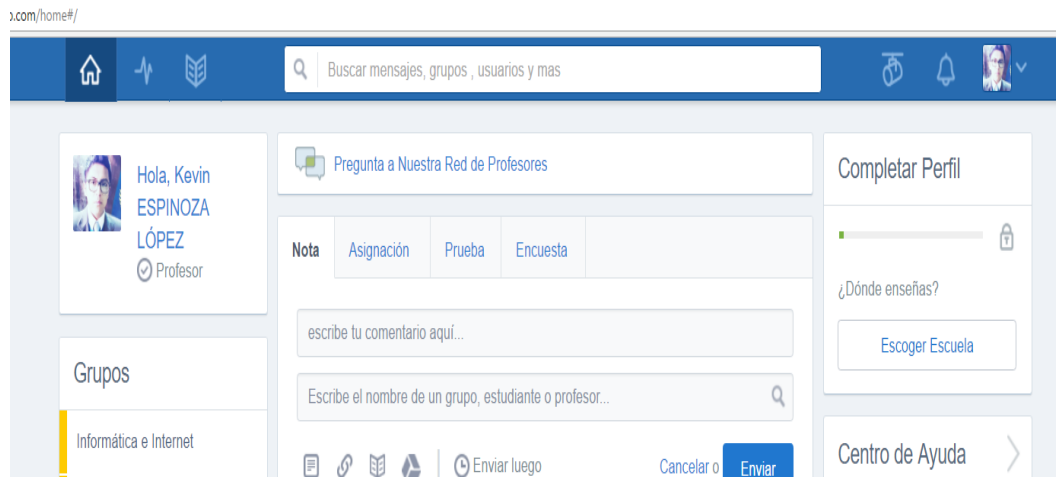 o.com/home#/
Buscar mensajes, grupos , usuarios y mas
Hola, Kevin
ESPINOZA
LÓPEZ
Profesor
Grupos
Informática e Internet
Pregunta a Nuestra Red de Profesores
Nota Asignación Prueba Encuesta
escribe tu comentario aquí...
Escribe el nombre de un grupo, estudiante o profesor...
Enviar luego Cancelar o Enviar
Completar Perfil
¿Dónde enseñas?
Escoger Escuela
Centro de Ayuda